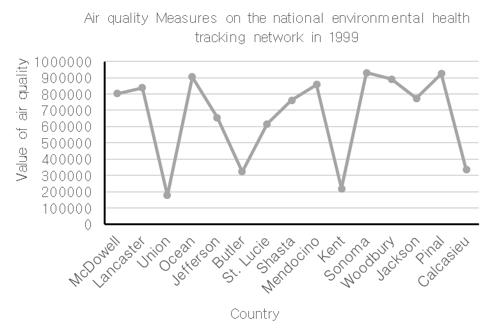 Air quality Measures on the national environmental health
tracking network in 1999
Value of air quality
1000000
900000
800000
700000
600000
500000
400000
300000
200000
100000
0
McDowell
Lancaster
Union
Ocean
Jefferson
Butler
St. Lucie
Shasta
Mendocino
Kent
Sonoma
Woodbury
Jackson
Pinal
Calcasieu
Country